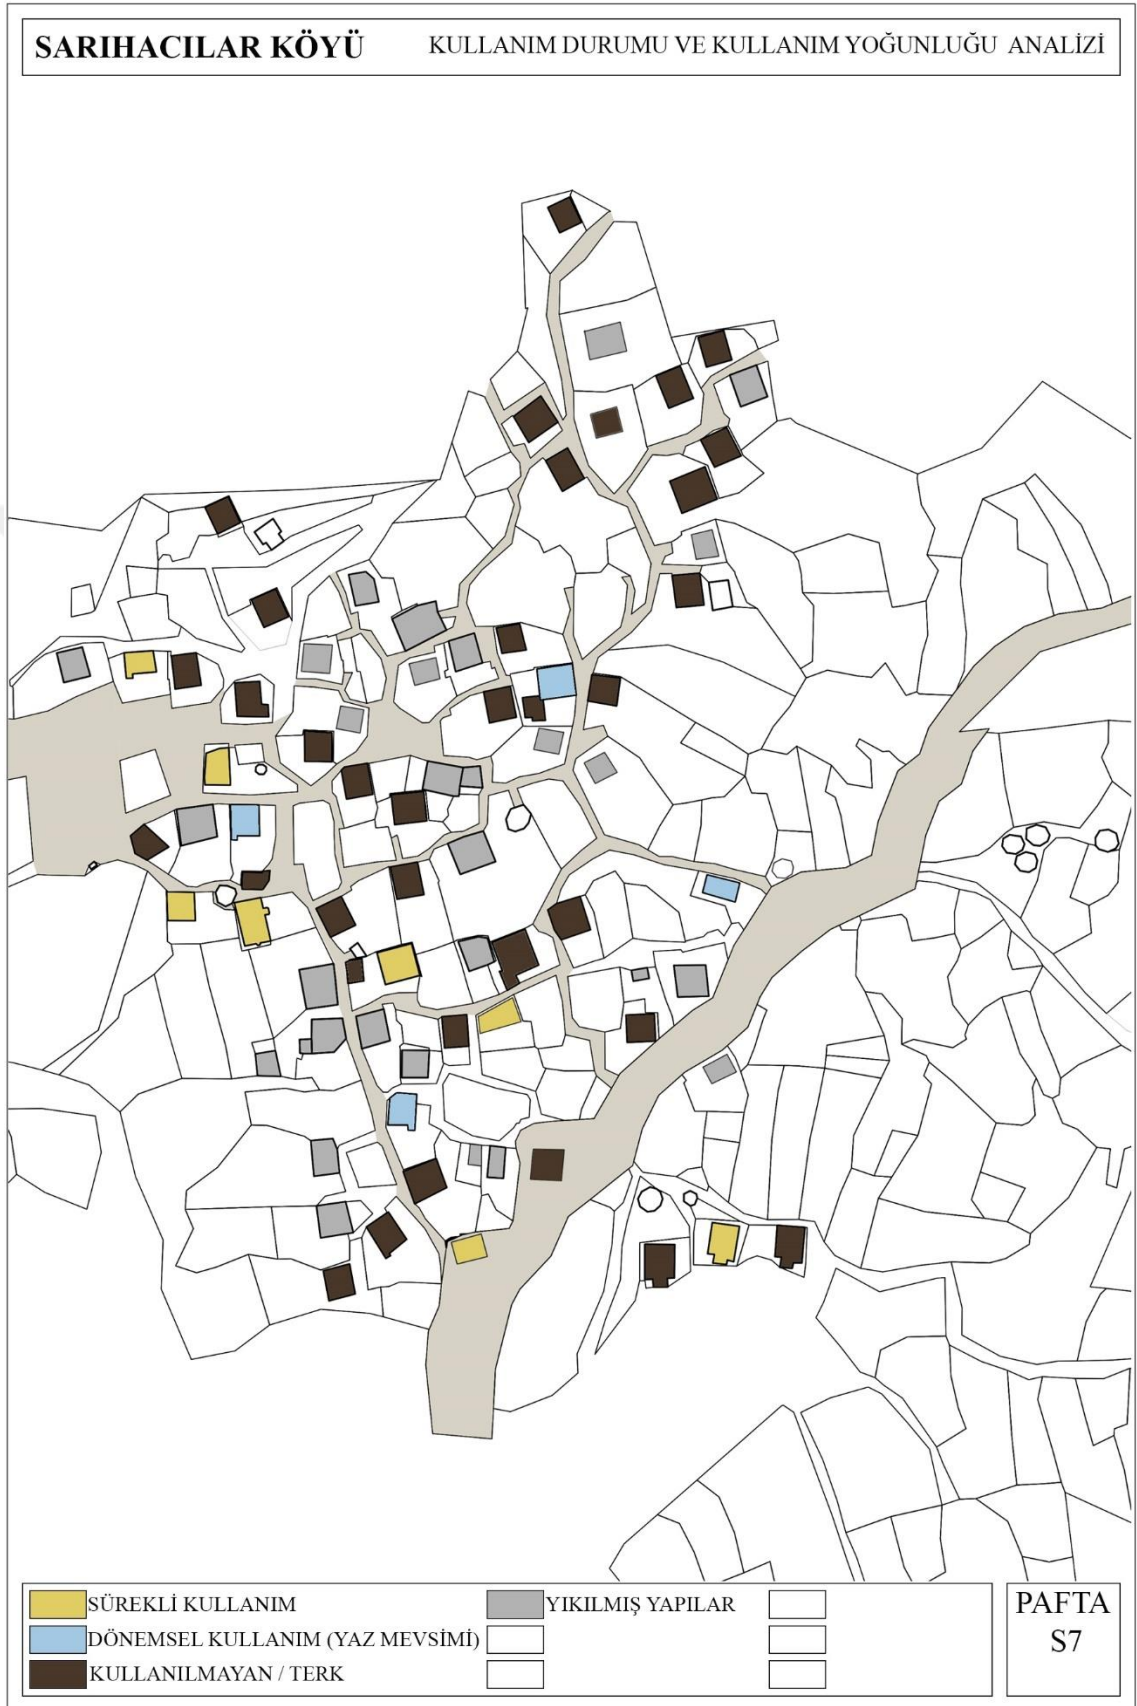 SARIHACILAR KÖYÜ KULLANIM DURUMU VE KULLANIM YOĞUNLUĞU ANALİZİ
SÜREKLİ KULLANIM
DÖNEMSEL KULLANIM (YAZ MEVSİMİ)
KULLANILMAYAN / TERK
YIKILMIŞ YAPILAR
PAFTA
S7